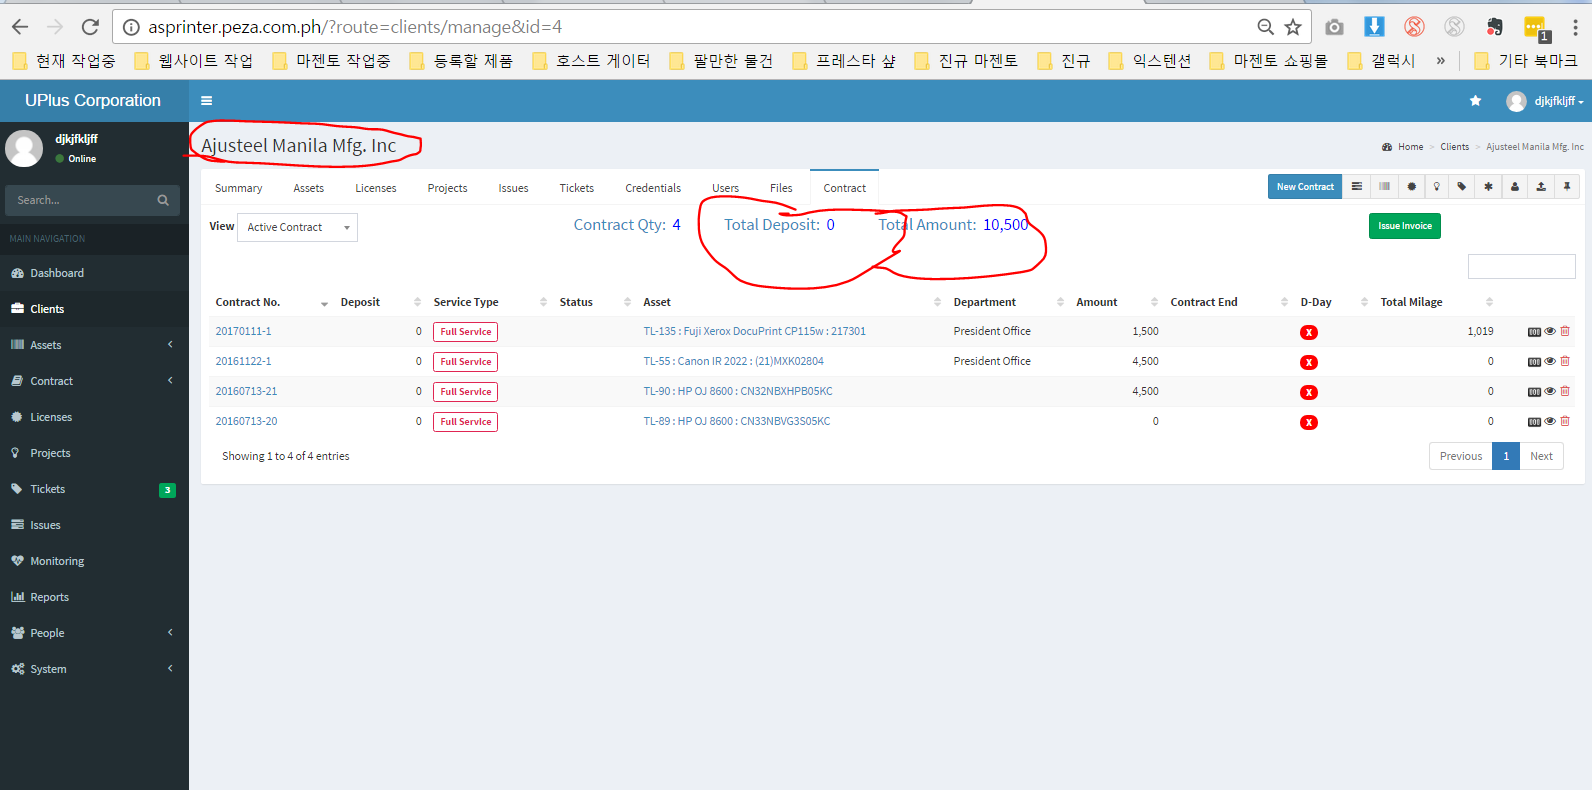 asprinter.peza.com.ph/?route=clients/manage&id=4
1
현재 작업중 웹사이트 작업 마젠토 작업중 등록할 제품 호스트 게이터 팔만한 물건 프레스타 샾 진규 마젠토 진규 익스텐션 마젠토 쇼핑몰 갤럭시 » 기타 북마크
UPlus Corporation djkjfkljff
djkjfkljff
Online
Ajusteel Manila Mfg. Inc Home > Clients > Ajusteel Manila Mfg. Inc
Summary Assets Licenses Projects Issues Tickets Credentials Users Files Contract New Contract
Search...
View Active Contract Contract Qty: 4 Total Deposit: 0 Total Amount: 10,500 Issue Invoice
MAIN NAVIGATION
Dashboard
Clients
Assets
Contract
Licenses
Projects
Tickets 3
Issues
Monitoring
Reports
People
System
Contract No. Deposit Service Type Status Asset Department Amount Contract End D-Day Total Milage
20170111-1 0 Full Service TL-135 : Fuji Xerox DocuPrint CP115w : 217301 President Office 1,500 X 1,019
20161122-1 0 Full Service TL-55 : Canon IR 2022 : (21)MXK02804 President Office 4,500 X 0
20160713-21 0 Full Service TL-90 : HP OJ 8600 : CN32NBXHPB05KC 4,500 X 0
20160713-20 0 Full Service TL-89 : HP OJ 8600 : CN33NBVG3S05KC 0 X 0
Showing 1 to 4 of 4 entries Previous 1 Next